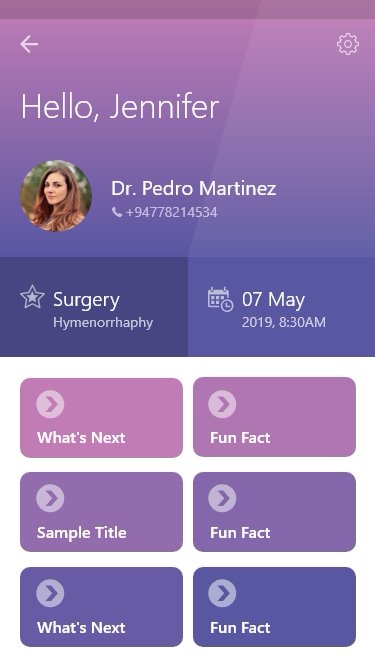 Hello, Jennifer
Dr. Pedro Martinez
+94778214534
Surgery
Hymenorrhaphy
07 May
2019, 8:30AM
What's Next
Fun Fact
Sample Title
Fun Fact
What's Next
Fun Fact